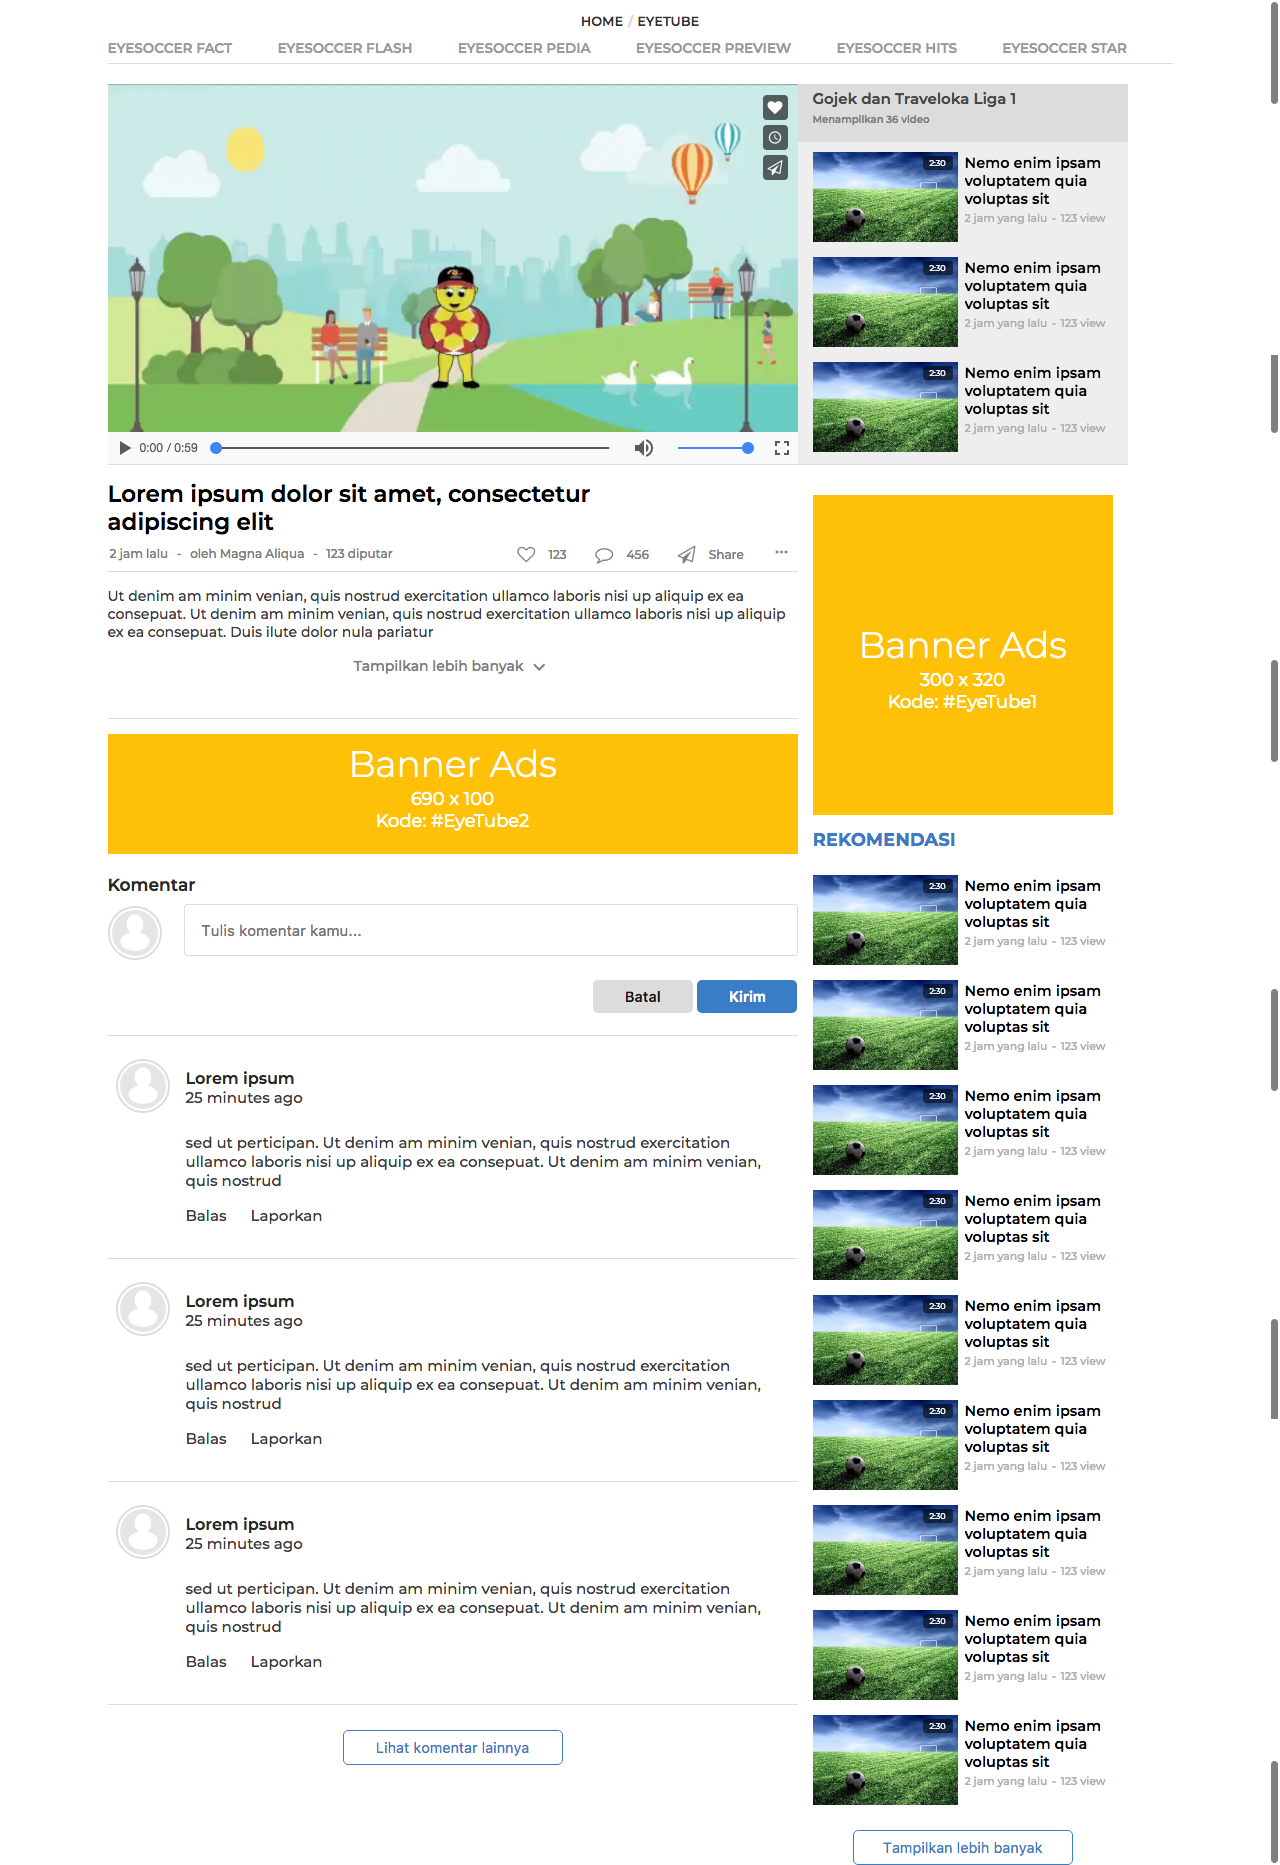 HOME / EYETUBE
EYESOCCER FACT EYESOCCER FLASH EYESOCCER PEDIA EYESOCCER PREVIEW EYESOCCER HITS EYESOCCER STAR
Gojek dan Traveloka Liga 1
Menampilkan 36 video
2:30
Nemo enim ipsam
voluptatem quia
voluptas sit
2 jam yang lalu - 123 view
2:30
Nemo enim ipsam
voluptatem quia
voluptas sit
2 jam yang lalu - 123 view
2:30
Nemo enim ipsam
voluptatem quia
voluptas sit
2 jam yang lalu - 123 view
0:00 / 0:59
Lorem ipsum dolor sit amet, consectetur
adipiscing elit
2 jam lalu - oleh Magna Aliqua - 123 diputar
123 456 Share ...
Ut denim am minim venian, quis nostrud exercitation ullamco laboris nisi up aliquip ex ea
consepuat. Ut denim am minim venian, quis nostrud exercitation ullamco laboris nisi up aliquip
ex ea consepuat. Duis ilute dolor nula pariatur
Tampilkan lebih banyak
Banner Ads
690 x 100
Kode: #EyeTube2
Komentar
Tulis komentar kamu...
Batal Kirim
Lorem ipsum
25 minutes ago
sed ut perticipan. Ut denim am minim venian, quis nostrud exercitation
ullamco laboris nisi up aliquip ex ea consepuat. Ut denim am minim venian,
quis nostrud
Balas Laporkan
Lorem ipsum
25 minutes ago
sed ut perticipan. Ut denim am minim venian, quis nostrud exercitation
ullamco laboris nisi up aliquip ex ea consepuat. Ut denim am minim venian,
quis nostrud
Balas Laporkan
Lorem ipsum
25 minutes ago
sed ut perticipan. Ut denim am minim venian, quis nostrud exercitation
ullamco laboris nisi up aliquip ex ea consepuat. Ut denim am minim venian,
quis nostrud
Balas Laporkan
Lihat komentar lainnya
Banner Ads
300 x 320
Kode: #EyeTube1
REKOMENDASI
2:30
Nemo enim ipsam
voluptatem quia
voluptas sit
2 jam yang lalu - 123 view
2:30
Nemo enim ipsam
voluptatem quia
voluptas sit
2 jam yang lalu - 123 view
2:30
Nemo enim ipsam
voluptatem quia
voluptas sit
2 jam yang lalu - 123 view
2:30
Nemo enim ipsam
voluptatem quia
voluptas sit
2 jam yang lalu - 123 view
2:30
Nemo enim ipsam
voluptatem quia
voluptas sit
2 jam yang lalu - 123 view
2:30
Nemo enim ipsam
voluptatem quia
voluptas sit
2 jam yang lalu - 123 view
2:30
Nemo enim ipsam
voluptatem quia
voluptas sit
2 jam yang lalu - 123 view
2:30
Nemo enim ipsam
voluptatem quia
voluptas sit
2 jam yang lalu - 123 view
2:30
Nemo enim ipsam
voluptatem quia
voluptas sit
2 jam yang lalu - 123 view
Tampilkan lebih banyak